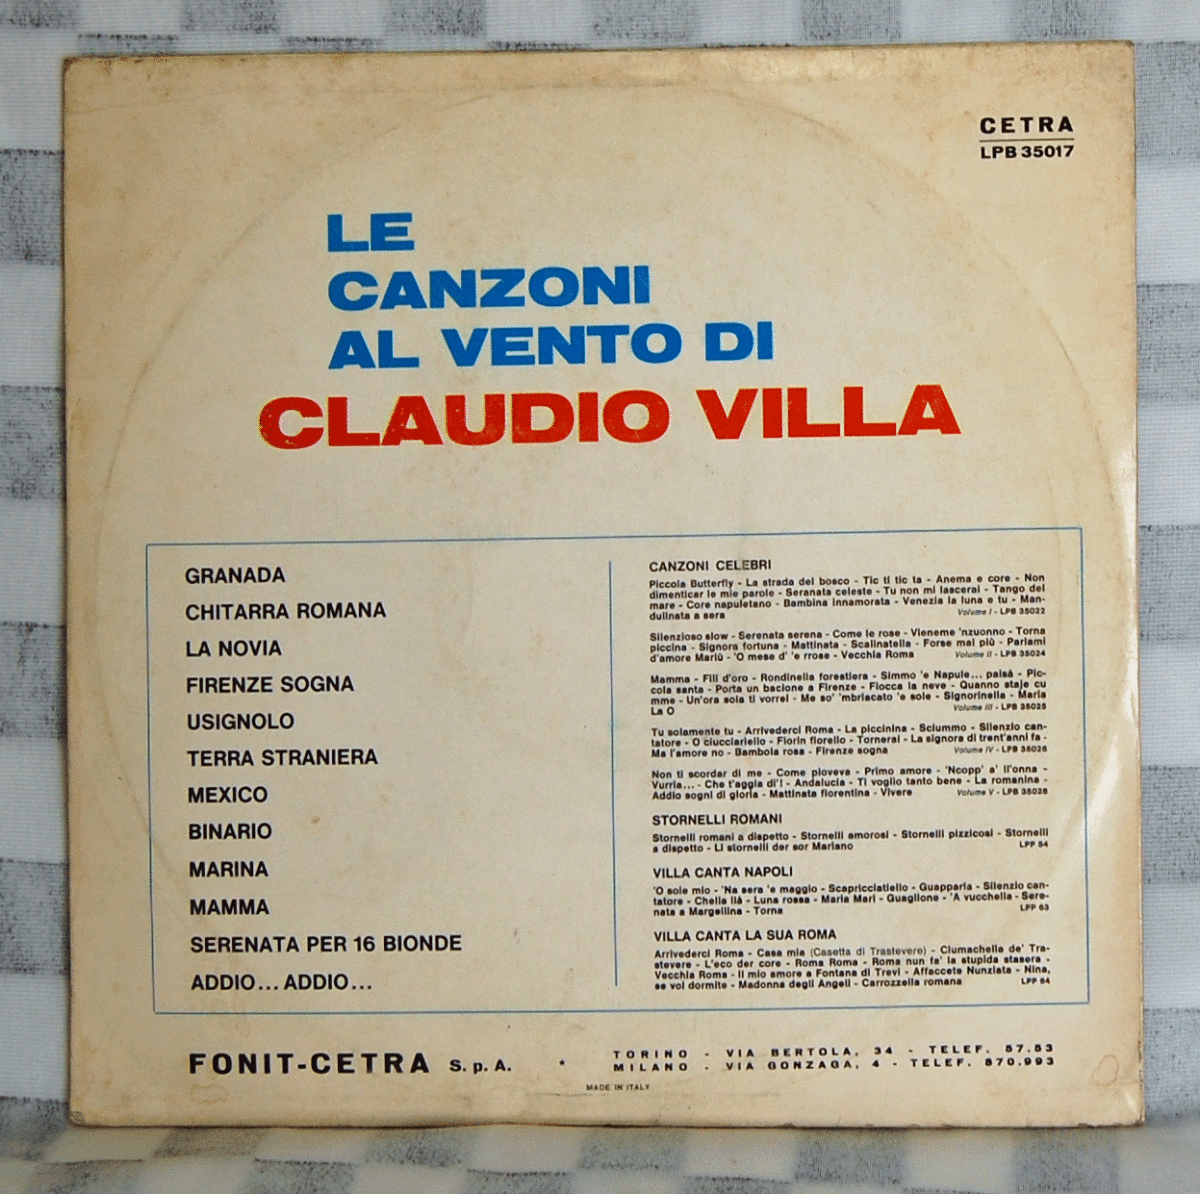 CETRA
LPB 35017
LE
CANZONI
AL VENTO DI
CLAUDIO VILLA
GRANADA
CHITARRA ROMANA
LA NOVIA
FIRENZE SOGNA
USIGNOLO
TERRA STRANIERA
MEXICO
BINARIO
MARINA
MAMMA
SERENATA PER 16 BIONDE
ADDIO... ADDIO...
CANZONI CELEBRI
Piccola Butterfly - La strada del bosco - Tic ti tic ta - Anema e core - Non
dimenticar le mie parole - Seranata celeste - Tu non mi lascerai - Tango del
mare - Core napuletano - Bambina innamorata - Venezia la luna e tu - Man-
dulinata a sera Volume I - LPB 35022
Silenzioso slow - Serenata serena - Come le rose - Vieneme 'nzuonno - Torna
piccina - Signora fortuna - Mattinata - Scalinatella - Forse mai più - Parlami
d'amore Mariù - 'O mese d' 'e rrose - Vecchia Roma Volume II - LPB 35024
Mamma - Fili d'oro - Rondinella forestiera - Simmo 'e Napule... paisà - Pic-
cola santa - Porta un bacione a Firenze - Fiocca la neve - Quanno staje cu
mme - Un'ora sola ti vorrei - Me so' 'mbriacato 'e sole - Signorinella - Maria
La O Volume III - LPB 35025
Tu solamente tu - Arrivederci Roma - La piccinina - Sciummo - Silenzio can-
tatore - O ciucciariello - Fiorin fiorello - Tornerai - La signora di trent'anni fa -
Ma l'amore no - Bambola rosa - Firenze sogna Volume IV - LPB 35026
Non ti scordar di me - Come pioveva - Primo amore - 'Ncopp' a' ll'onna -
Vurria... - Che t'aggia di'! - Andalucia - Ti voglio tanto bene - La romanina -
Addio sogni di gloria - Mattinata fiorentina - Vivere Volume V - LPB 35028
STORNELLI ROMANI
Stornelli romani a dispetto - Stornelli amorosi - Stornelli pizzicosi - Stornelli
a dispetto - Li stornelli der sor Mariano LPP 54
VILLA CANTA NAPOLI
'O sole mio - 'Na sera 'e maggio - Scapricciatiello - Guapparia - Silenzio can-
tatore - Chella llà - Luna rossa - Maria Marì - Guaglione - 'A vucchella - Sere-
nata a Margellina - Torna LPP 63
VILLA CANTA LA SUA ROMA
Arrivederci Roma - Casa mia (Casetta di Trastevere) - Ciumachella de' Tra-
stevere - L'eco der core - Roma Roma - Roma nun fa' la stupida stasera -
Vecchia Roma - Il mio amore a Fontana di Trevi - Affaccete Nunziata - Nina,
se voi dormite - Madonna degli Angeli - Carrozzella romana LPP 64
FONIT-CETRA S. p. A. * TORINO - VIA BERTOLA, 34 - TELEF. 57.53
MILANO - VIA GONZAGA, 4 - TELEF. 870.993
MADE IN ITALY